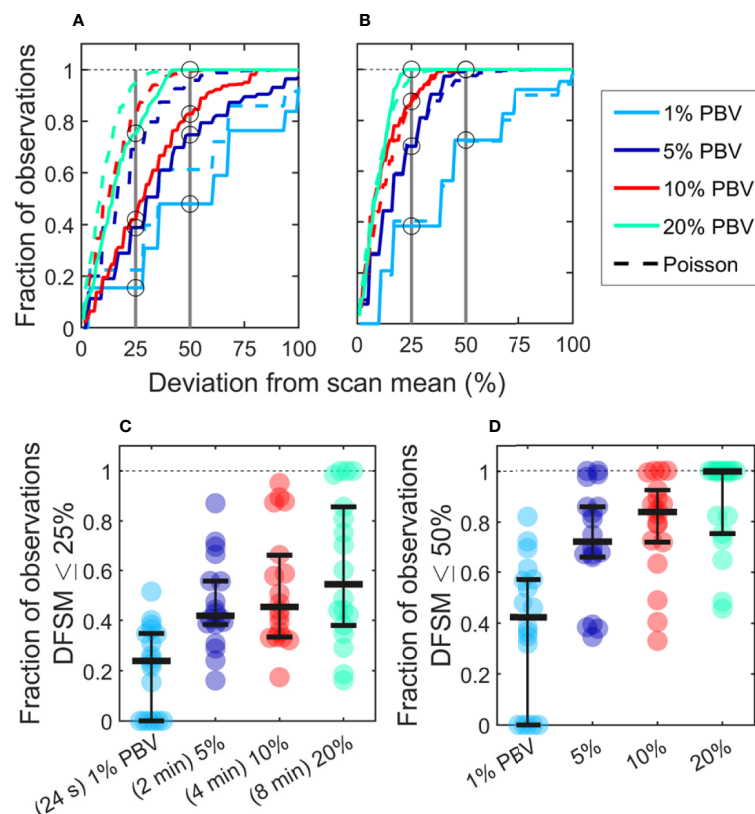 A
B
Fraction of observations
1
0.8
0.6
0.4
0.2
0
0 25 50 75 100
0 25 50 75 100
Deviation from scan mean (%)
1% PBV
5% PBV
10% PBV
20% PBV
Poisson
C
Fraction of observations
DFSM ≤ 25%
1
0.8
0.6
0.4
0.2
0
(24 s) 1% PBV
(2 min) 5%
(4 min) 10%
(8 min) 20%
D
Fraction of observations
DFSM ≤ 50%
1
0.8
0.6
0.4
0.2
0
1% PBV
5%
10%
20%